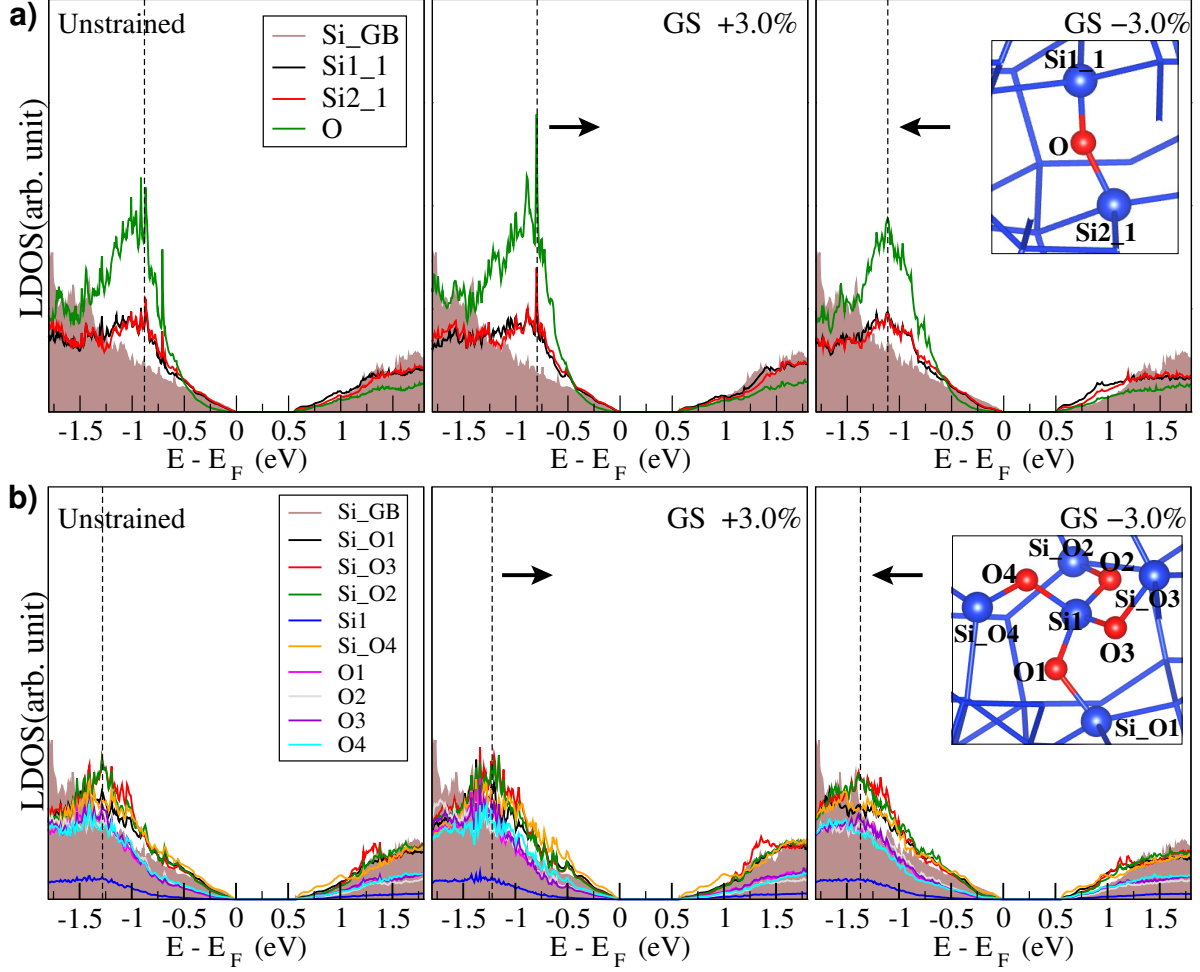 a)
Unstrained
Si_GB
Si1_1
Si2_1
O
GS +3.0%
GS −3.0%
Si1_1
O
Si2_1
LDOS(arb. unit)
-1.5 -1 -0.5 0 0.5 1 1.5
-1.5 -1 -0.5 0 0.5 1 1.5
-1.5 -1 -0.5 0 0.5 1 1.5
E - E_F (eV)
E - E_F (eV)
E - E_F (eV)
b)
Unstrained
Si_GB
Si_O1
Si_O3
Si_O2
Si1
Si_O4
O1
O2
O3
O4
GS +3.0%
GS −3.0%
Si_O2
O4
O2
Si_O3
Si1
Si_O4
O3
O1
Si_O1
LDOS(arb. unit)
-1.5 -1 -0.5 0 0.5 1 1.5
-1.5 -1 -0.5 0 0.5 1 1.5
-1.5 -1 -0.5 0 0.5 1 1.5
E - E_F (eV)
E - E_F (eV)
E - E_F (eV)